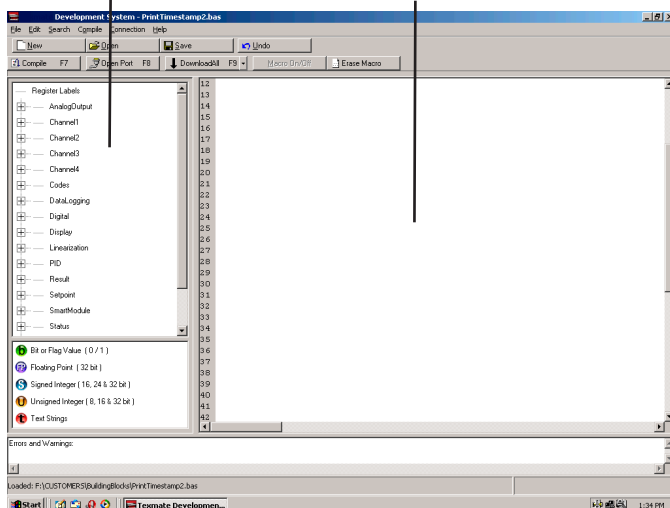 Development System - PrintTimestamp2.bas
File Edit Search Compile Connection Help
New Open Save Undo
Compile F7 Open Port F8 DownloadAll F9 Macro On/Off Erase Macro
Register Labels
AnalogOutput
Channel1
Channel2
Channel3
Channel4
Codes
DataLogging
Digital
Display
Linearization
PID
Result
Setpoint
SmartModule
Status
Bit or Flag Value ( 0 / 1 )
Floating Point ( 32 bit )
Signed Integer ( 16, 24 & 32 bit )
Unsigned Integer ( 8, 16 & 32 bit )
Text Strings
12
13
14
15
16
17
18
19
20
21
22
23
24
25
26
27
28
29
30
31
32
33
34
35
36
37
38
39
40
41
42
Errors and Warnings:
Loaded: F:\CUSTOMERS\BuildingBlocks\PrintTimestamp2.bas
Start Texmate Developmen... 1:34 PM